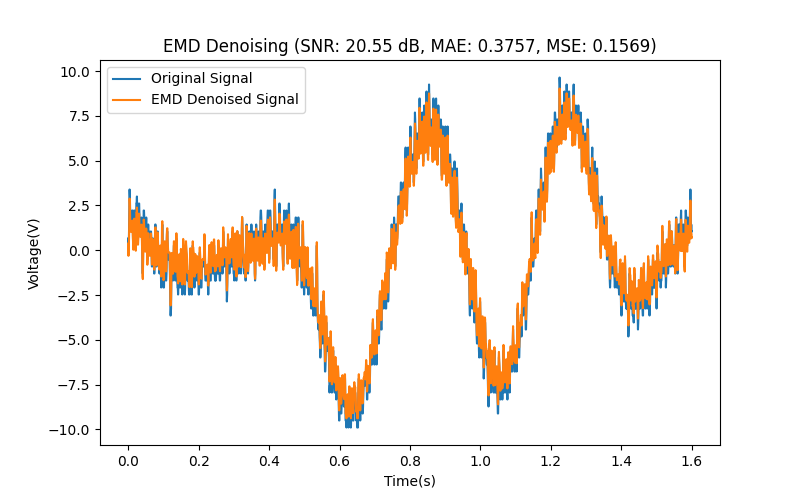 EMD Denoising (SNR: 20.55 dB, MAE: 0.3757, MSE: 0.1569)
Original Signal
EMD Denoised Signal
10.0
7.5
5.0
2.5
0.0
−2.5
−5.0
−7.5
−10.0
Voltage(V)
0.0 0.2 0.4 0.6 0.8 1.0 1.2 1.4 1.6
Time(s)